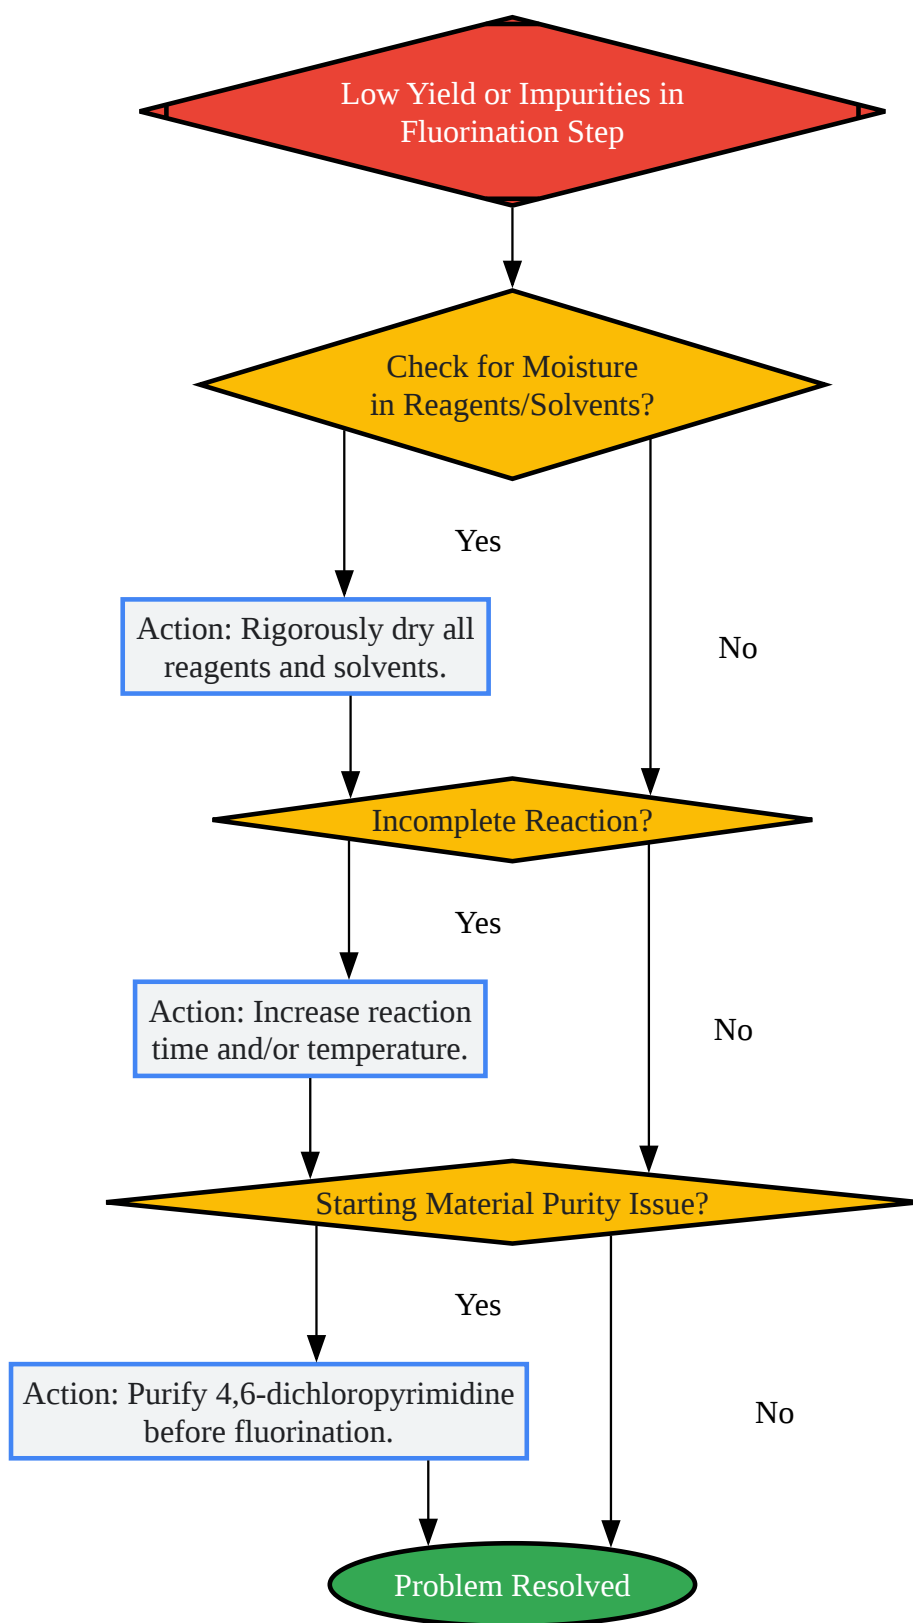 Low Yield or Impurities in
Fluorination Step
Check for Moisture
in Reagents/Solvents?
Yes
Action: Rigorously dry all
reagents and solvents.
No
Incomplete Reaction?
Yes
Action: Increase reaction
time and/or temperature.
No
Starting Material Purity Issue?
Yes
Action: Purify 4,6-dichloropyrimidine
before fluorination.
No
Problem Resolved